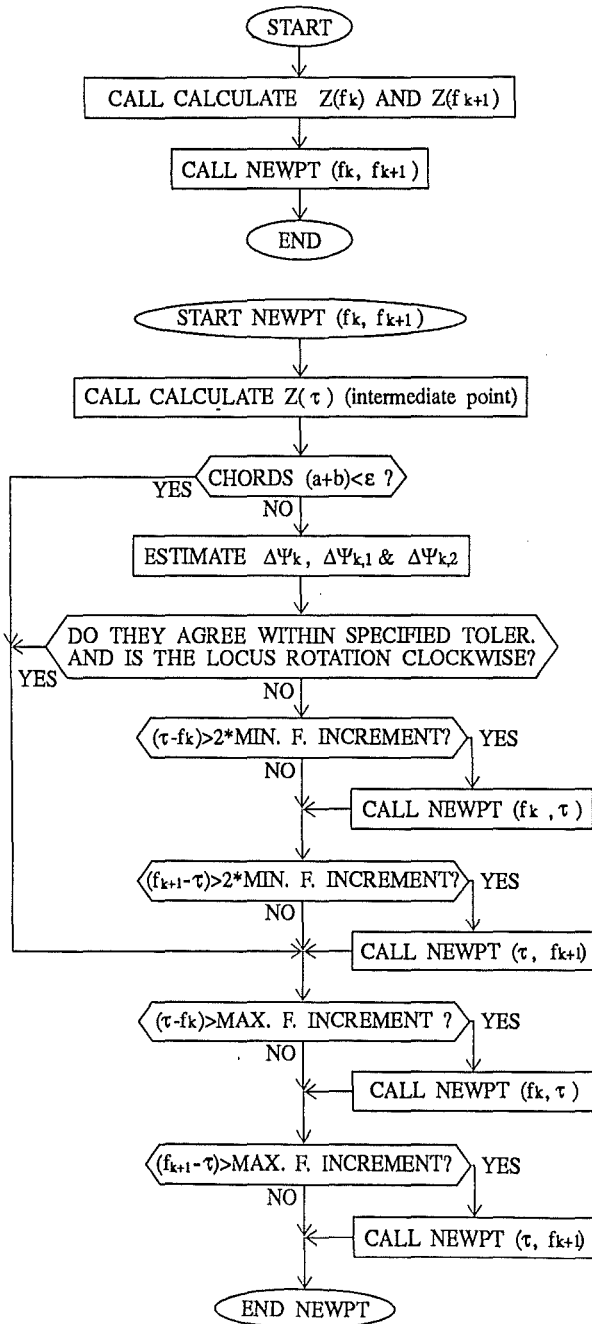 START
CALL CALCULATE Z(fk) AND Z(fk+1)
CALL NEWPT (fk, fk+1)
END
START NEWPT (fk, fk+1)
CALL CALCULATE Z(τ) (intermediate point)
CHORDS (a+b)<ε ?
YES
NO
ESTIMATE ΔΨk, ΔΨk,1 & ΔΨk,2
DO THEY AGREE WITHIN SPECIFIED TOLER.
AND IS THE LOCUS ROTATION CLOCKWISE?
YES
NO
(τ-fk)>2*MIN. F. INCREMENT?
YES
NO
CALL NEWPT (fk, τ)
(fk+1-τ)>2*MIN. F. INCREMENT?
YES
NO
CALL NEWPT (τ, fk+1)
(τ-fk)>MAX. F. INCREMENT ?
YES
NO
CALL NEWPT (fk, τ)
(fk+1-τ)>MAX. F. INCREMENT?
YES
NO
CALL NEWPT (τ, fk+1)
END NEWPT